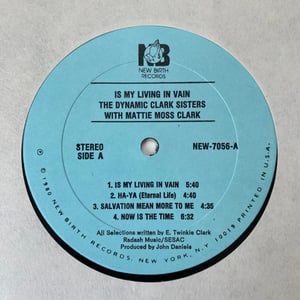 NB
NEW BIRTH
RECORDS
IS MY LIVING IN VAIN
THE DYNAMIC CLARK SISTERS
WITH MATTIE MOSS CLARK
STEREO
SIDE A
NEW-7056-A
1. IS MY LIVING IN VAIN 5:40
2. HA-YA (Eternal Life) 3:40
3. SALVATION MEAN MORE TO ME 4:35
4. NOW IS THE TIME 6:32
All Selections written by E. Twinkie Clark
Radash Music/SESAC
Produced by John Daniels
Ⓟ © 1980 NEW BIRTH RECORDS, NEW YORK, N.Y. 10019 PRINTED IN U.S.A.